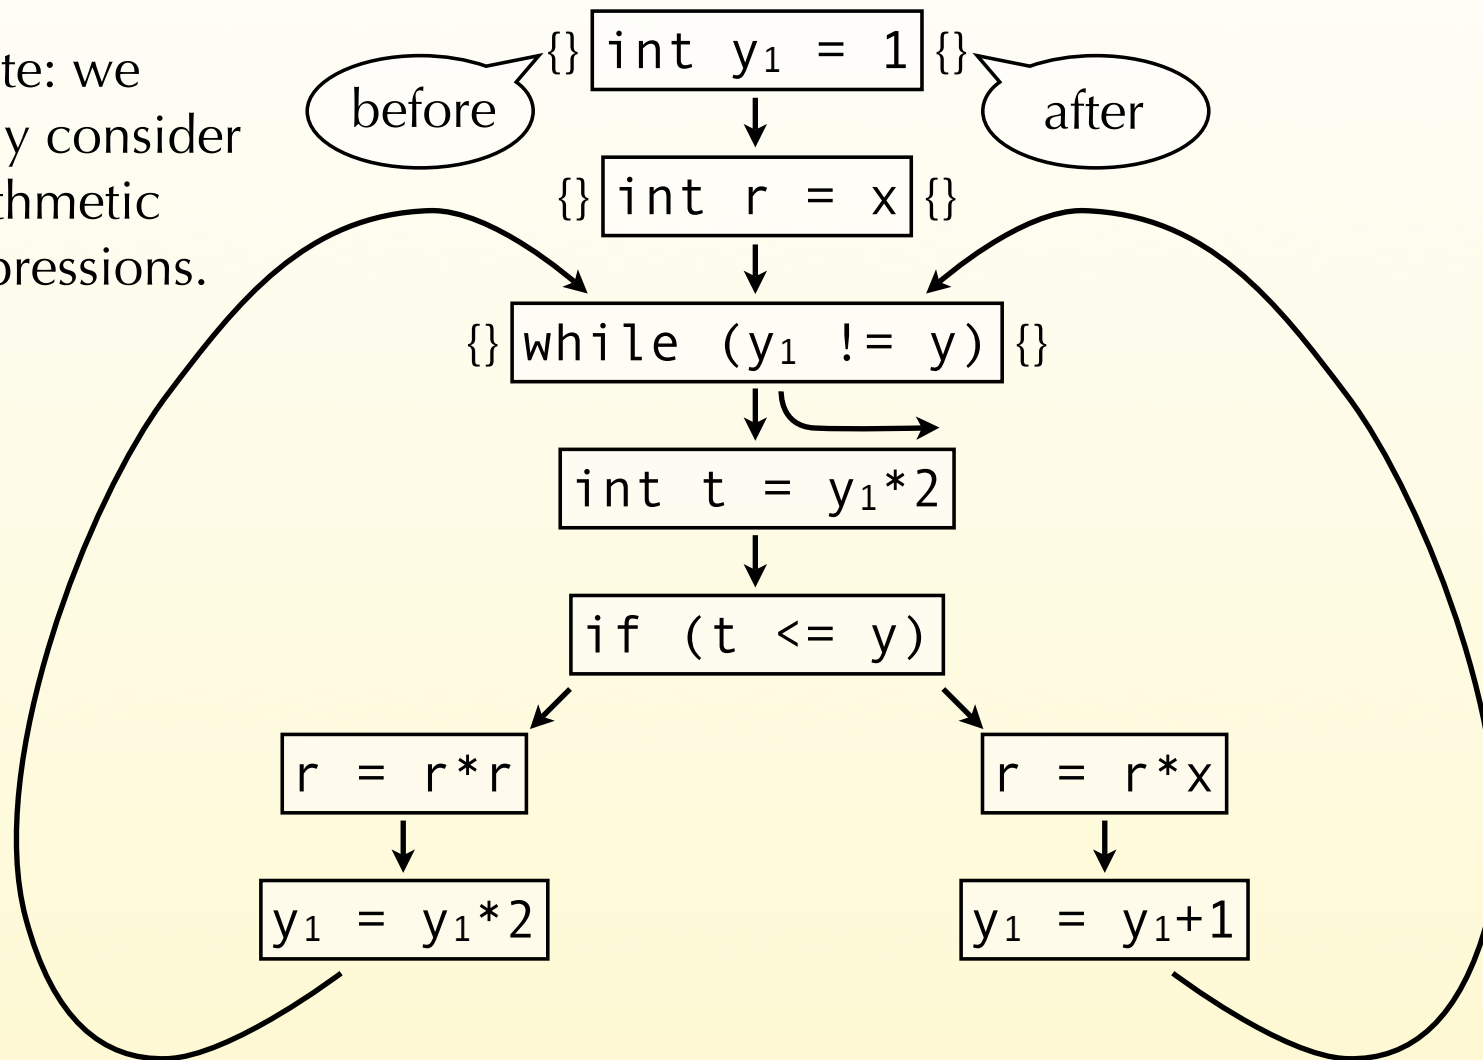 te: we
y consider
thmetic
pressions.
before
{} int y₁ = 1 {}
after
{} int r = x {}
{} while (y₁ != y) {}
int t = y₁*2
if (t <= y)
r = r*r
r = r*x
y₁ = y₁*2
y₁ = y₁+1